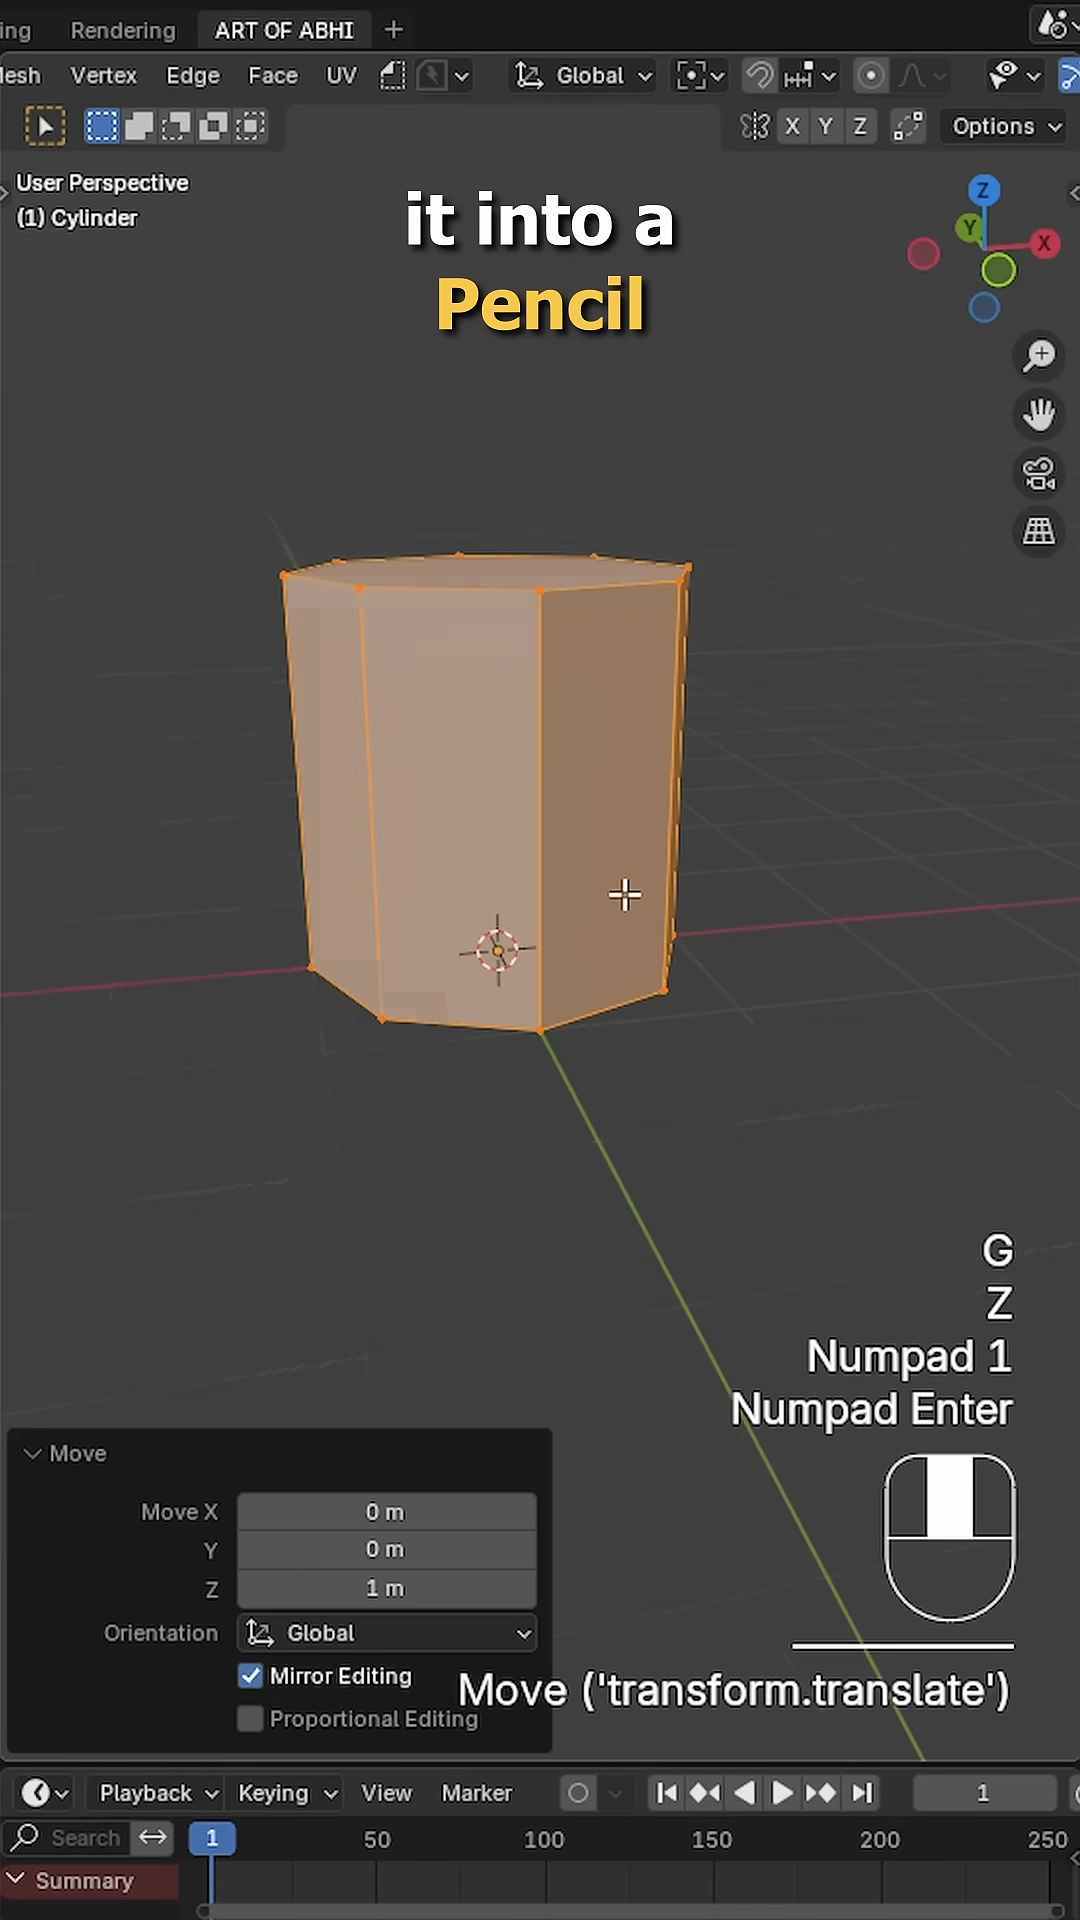 ing Rendering ART OF ABHI +
Mesh Vertex Edge Face UV Global
X Y Z Options
User Perspective
(1) Cylinder
it into a
Pencil
Z
Y
X
G
Z
Numpad 1
Numpad Enter
Move
Move X 0 m
Y 0 m
Z 1 m
Orientation Global
Mirror Editing
Proportional Editing
Move ('transform.translate')
Playback Keying View Marker 1
Search 1 50 100 150 200 250
Summary